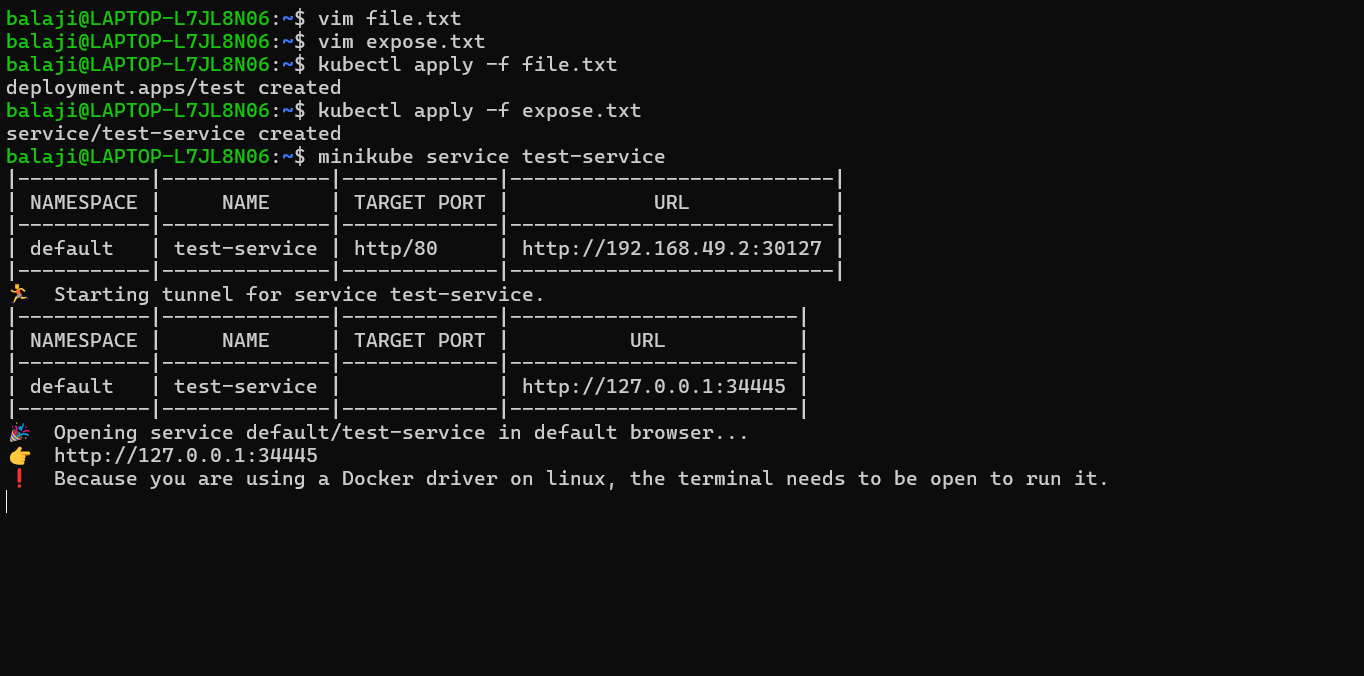 balaji@LAPTOP-L7JL8N06:~$ vim file.txt
balaji@LAPTOP-L7JL8N06:~$ vim expose.txt
balaji@LAPTOP-L7JL8N06:~$ kubectl apply -f file.txt
deployment.apps/test created
balaji@LAPTOP-L7JL8N06:~$ kubectl apply -f expose.txt
service/test-service created
balaji@LAPTOP-L7JL8N06:~$ minikube service test-service
|-----------|--------------|-------------|---------------------------|
| NAMESPACE |     NAME     | TARGET PORT |            URL            |
|-----------|--------------|-------------|---------------------------|
| default   | test-service | http/80     | http://192.168.49.2:30127 |
|-----------|--------------|-------------|---------------------------|
🏃  Starting tunnel for service test-service.
|-----------|--------------|-------------|------------------------|
| NAMESPACE |     NAME     | TARGET PORT |          URL           |
|-----------|--------------|-------------|------------------------|
| default   | test-service |             | http://127.0.0.1:34445 |
|-----------|--------------|-------------|------------------------|
🎉  Opening service default/test-service in default browser...
👉  http://127.0.0.1:34445
❗  Because you are using a Docker driver on linux, the terminal needs to be open to run it.